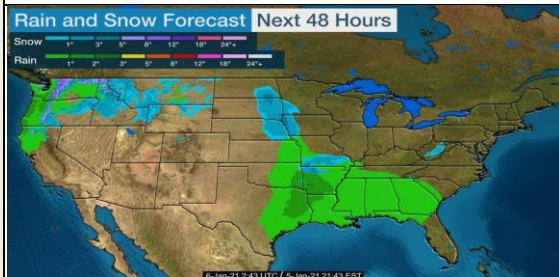 Rain and Snow Forecast Next 48 Hours
Snow
1" 3" 5" 8" 12" 18" 24"+
Rain
1" 2" 3" 5" 8" 12" 18" 24"+
6-Jan-21 2:43 UTC / 5-Jan-21 21:43 EST